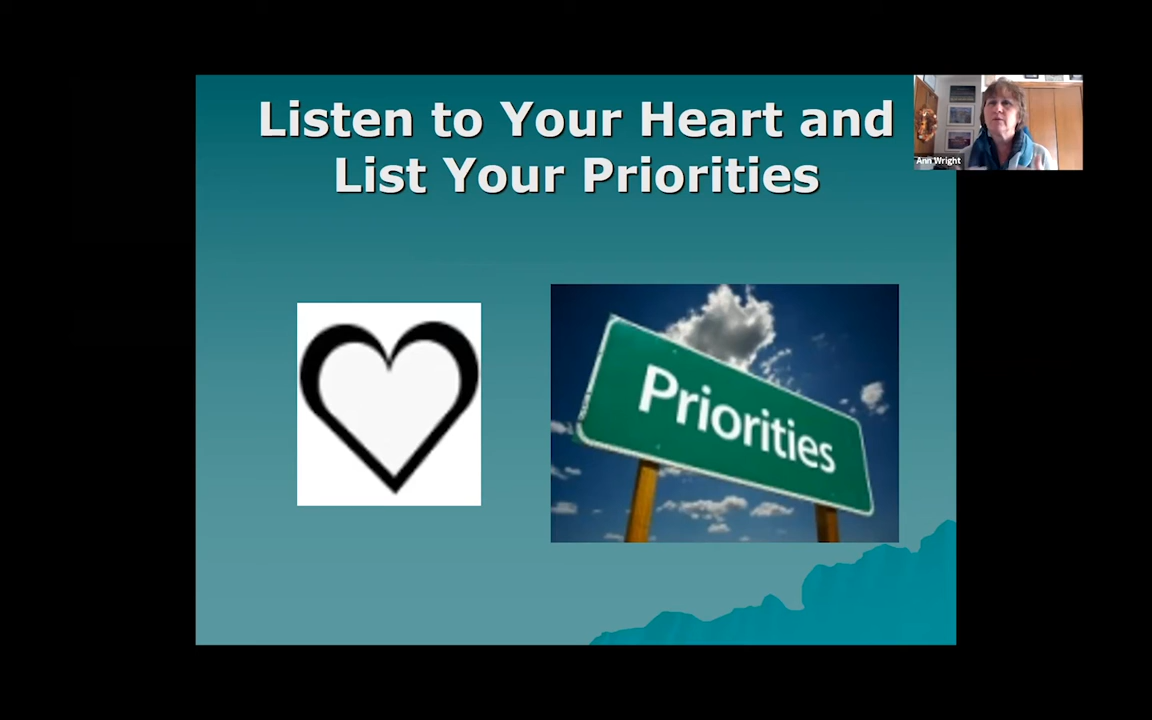 Listen to Your Heart and
List Your Priorities
Ann Wright
Priorities